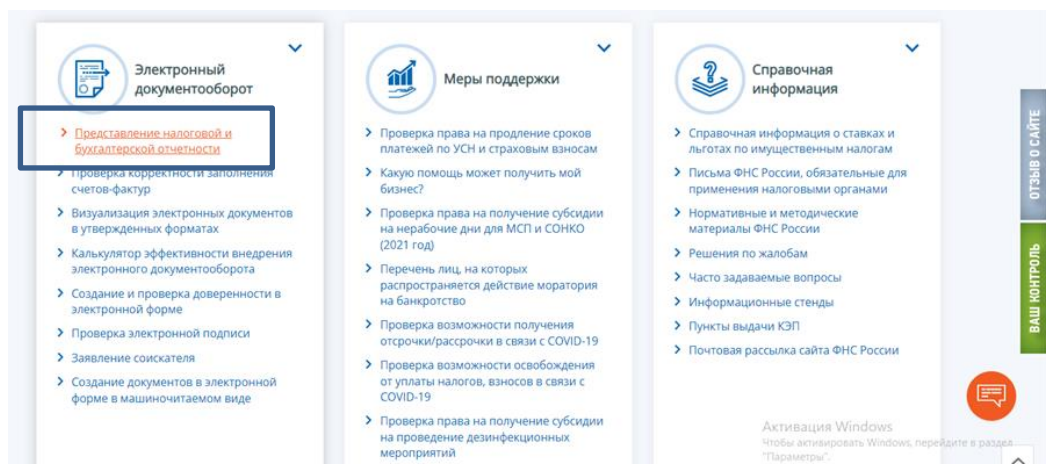 Электронный
документооборот
Представление налоговой и
бухгалтерской отчетности
Проверка корректности заполнения
счетов-фактур
Визуализация электронных документов
в утвержденных форматах
Калькулятор эффективности внедрения
электронного документооборота
Создание и проверка доверенности в
электронной форме
Проверка электронной подписи
Заявление соискателя
Создание документов в электронной
форме в машиночитаемом виде
Меры поддержки
Проверка права на продление сроков
платежей по УСН и страховым взносам
Какую помощь может получить мой
бизнес?
Проверка права на получение субсидии
на нерабочие дни для МСП и СОНКО
(2021 год)
Перечень лиц, на которых
распространяется действие моратория
на банкротство
Проверка возможности получения
отсрочки/рассрочки в связи с COVID-19
Проверка возможности освобождения
от уплаты налогов, взносов в связи с
COVID-19
Проверка права на получение субсидии
на проведение дезинфекционных
мероприятий
Справочная
информация
Справочная информация о ставках и
льготах по имущественным налогам
Письма ФНС России, обязательные для
применения налоговыми органами
Нормативные и методические
материалы ФНС России
Решения по жалобам
Часто задаваемые вопросы
Информационные стенды
Пункты выдачи КЭП
Почтовая рассылка сайта ФНС России
ОТЗЫВ О САЙТЕ
ВАШ КОНТРОЛЬ
Активация Windows
Чтобы активировать Windows, перейдите в раздел
"Параметры".